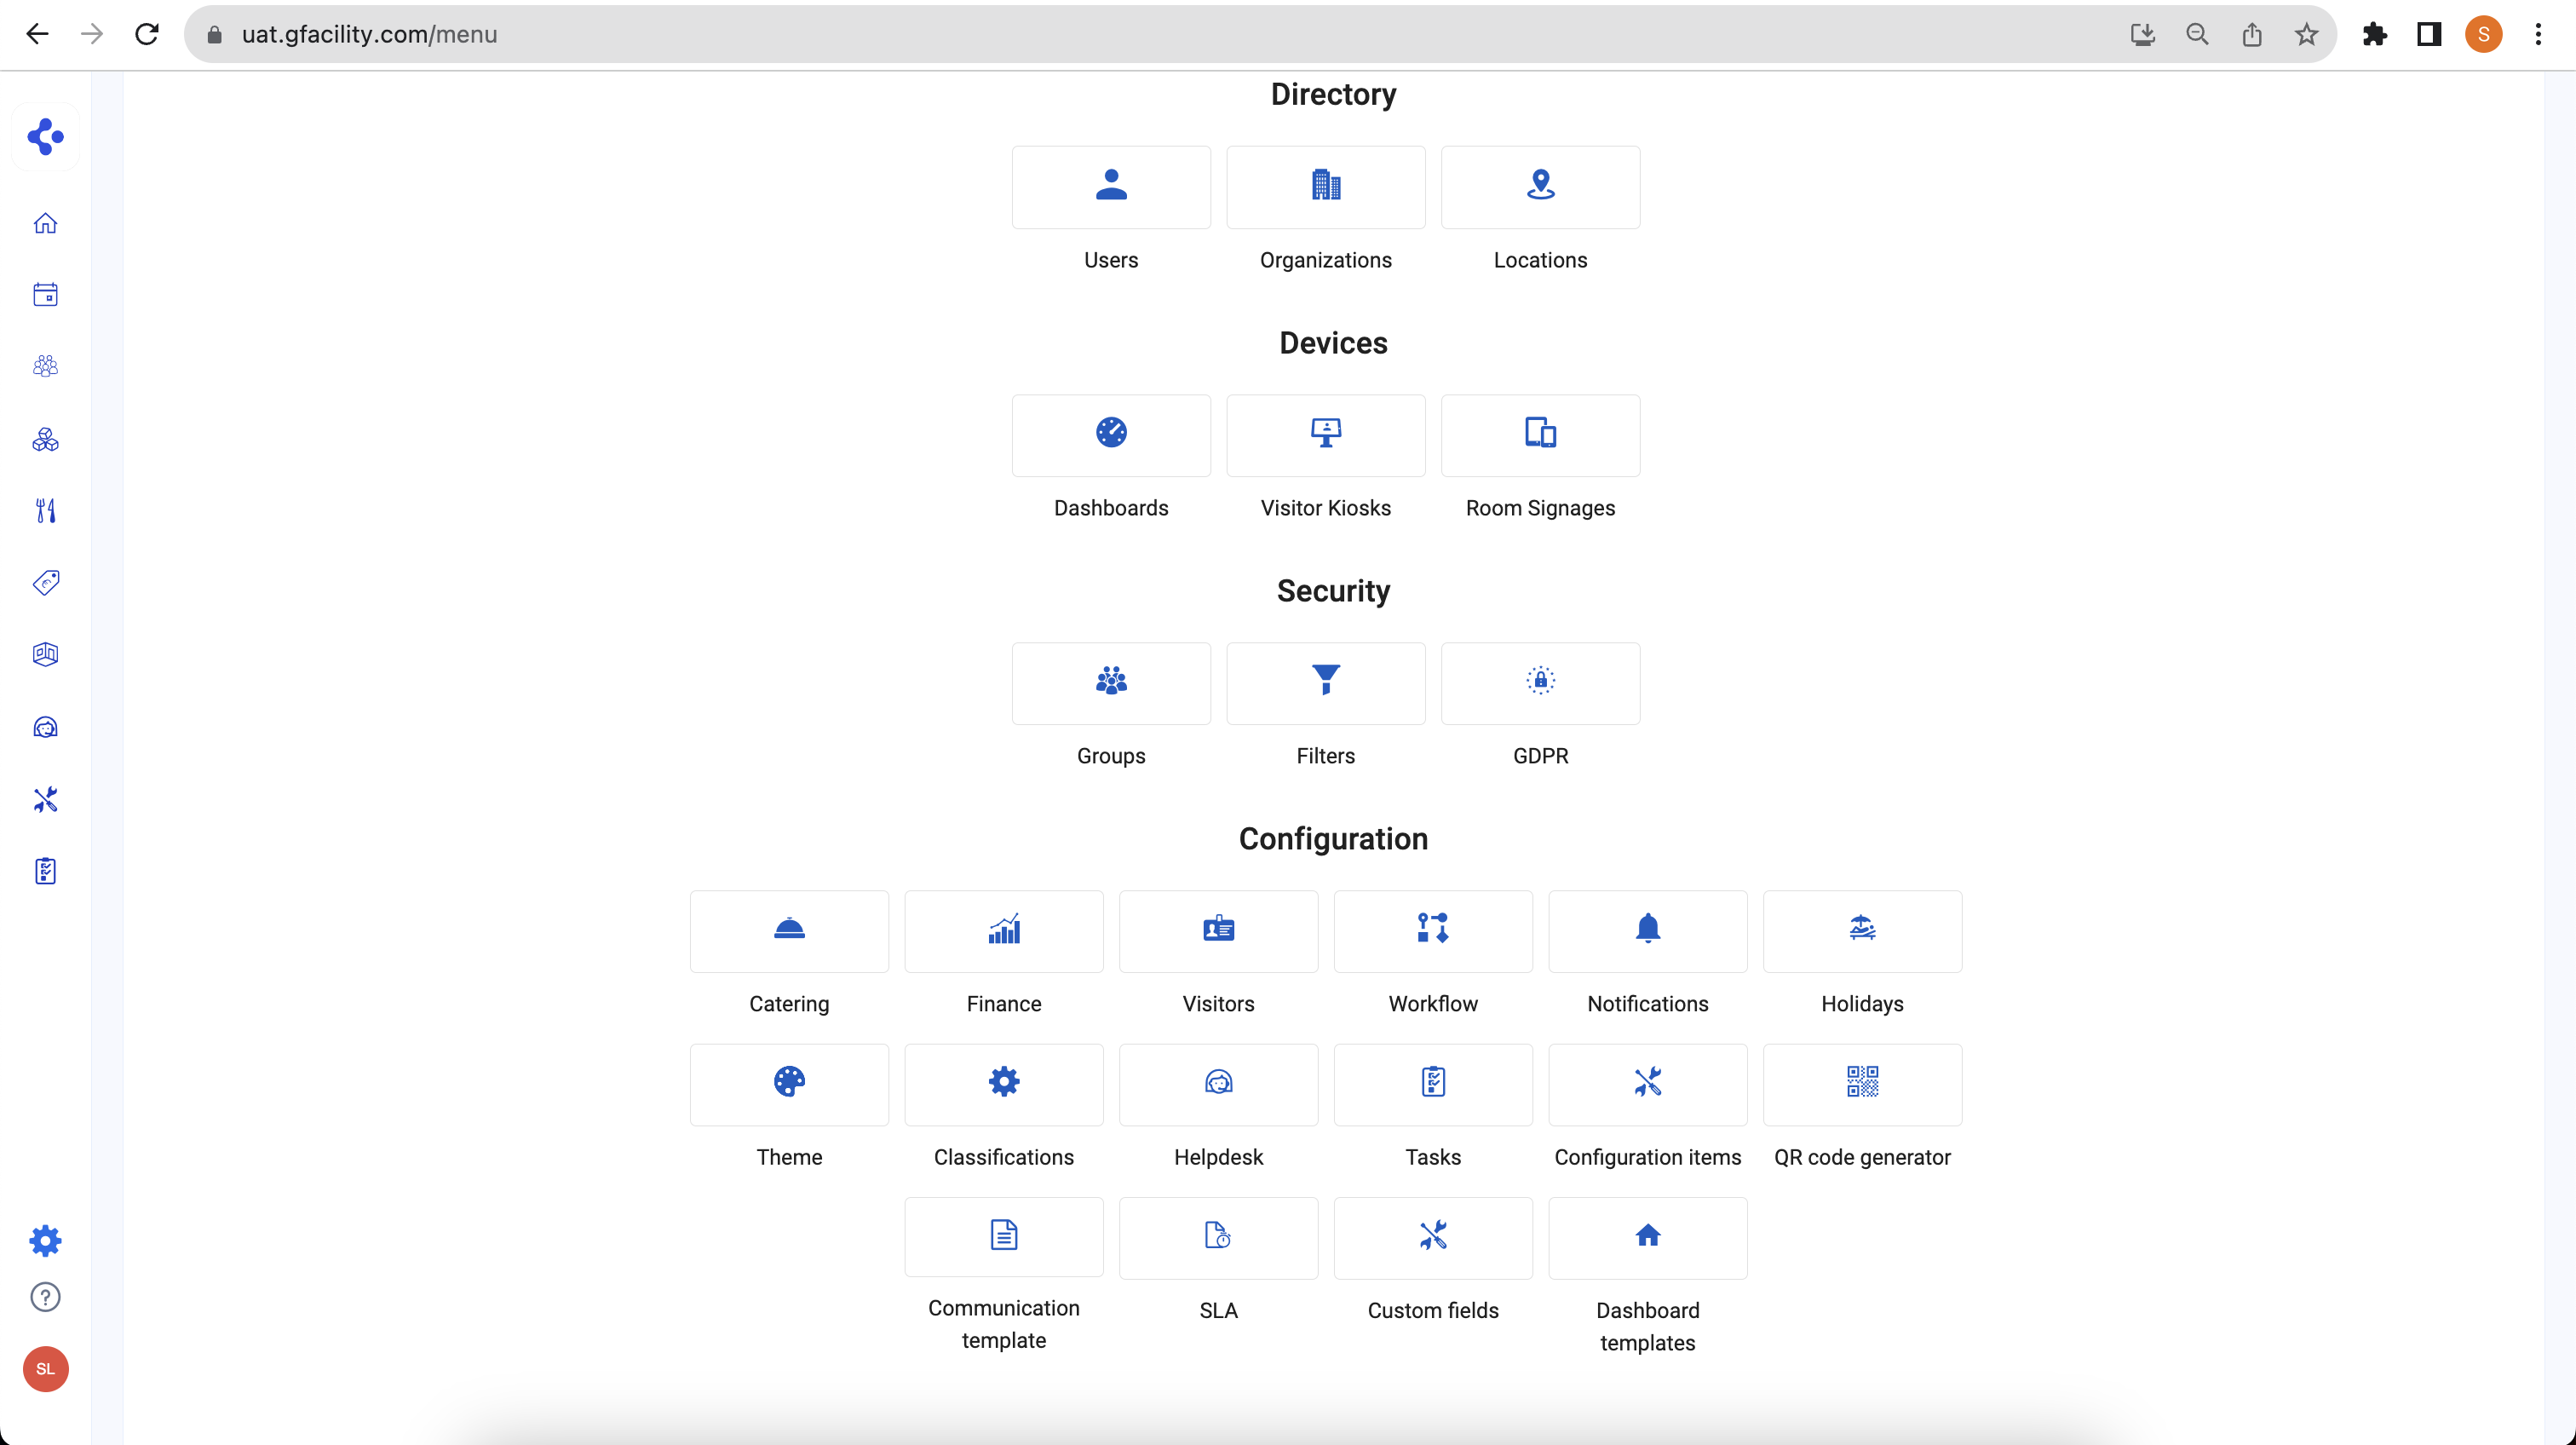 uat.gfacility.com/menu
S
Directory
Users
Organizations
Locations
Devices
Dashboards
Visitor Kiosks
Room Signages
Security
Groups
Filters
GDPR
Configuration
Catering
Finance
Visitors
Workflow
Notifications
Holidays
Theme
Classifications
Helpdesk
Tasks
Configuration items
QR code generator
Communication
template
SLA
Custom fields
Dashboard
templates
?
SL